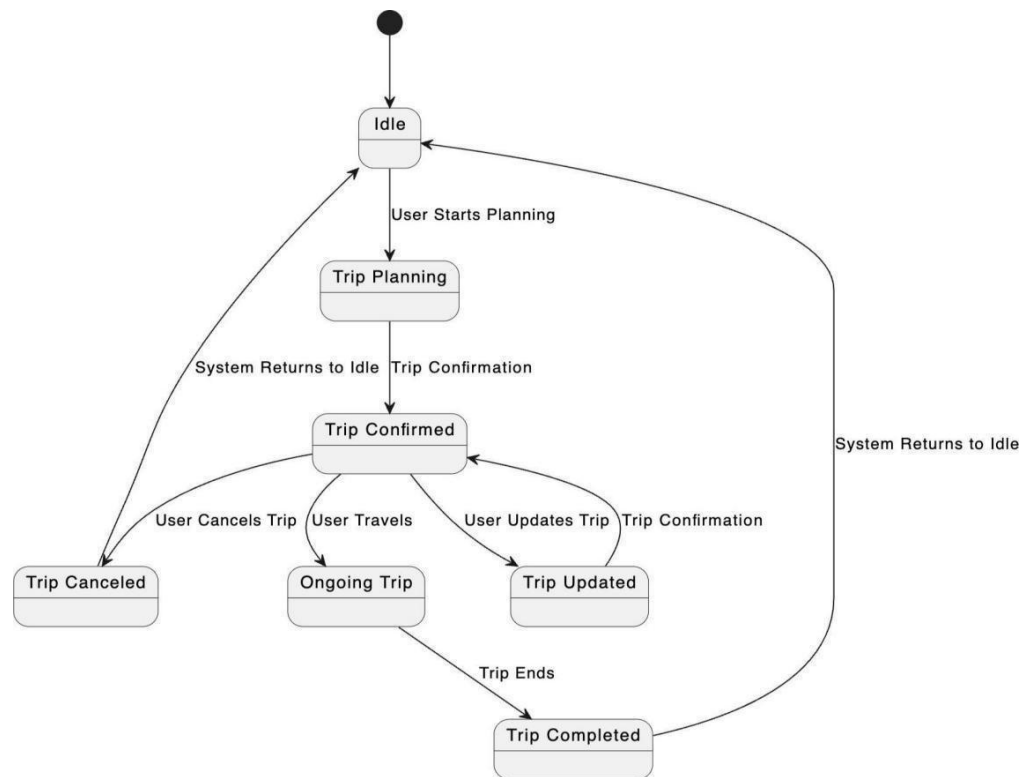 Idle
User Starts Planning
Trip Planning
System Returns to Idle
Trip Confirmation
Trip Confirmed
System Returns to Idle
User Cancels Trip
User Travels
User Updates Trip
Trip Confirmation
Trip Canceled
Ongoing Trip
Trip Updated
Trip Ends
Trip Completed